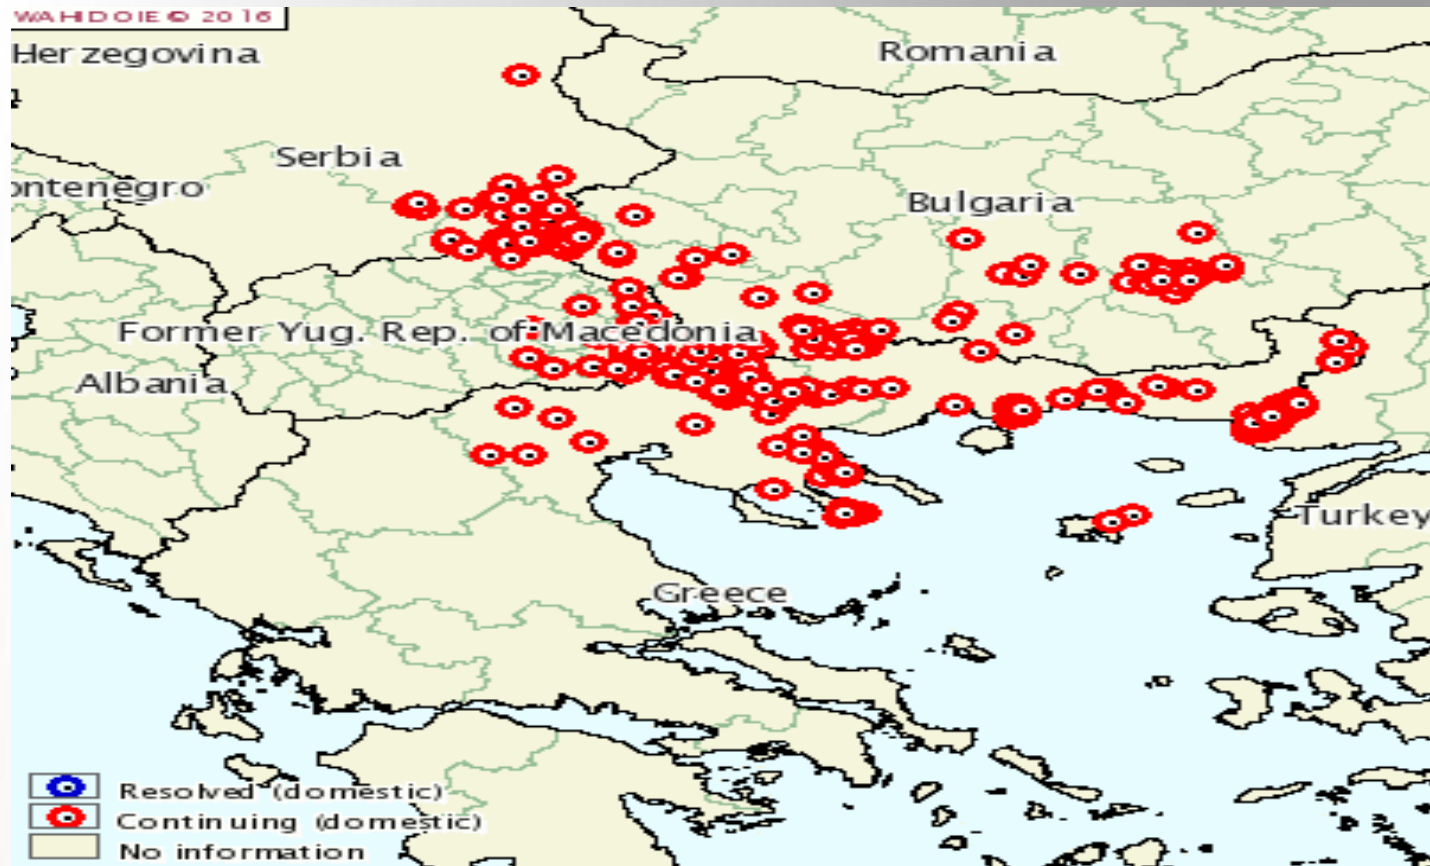 WAHIDOIE © 2016
Herzegovina
Romania
Serbia
ontenegro
Bulgaria
Former Yug. Rep. of Macedonia
Albania
Turkey
Greece
Resolved (domestic)
Continuing (domestic)
No information